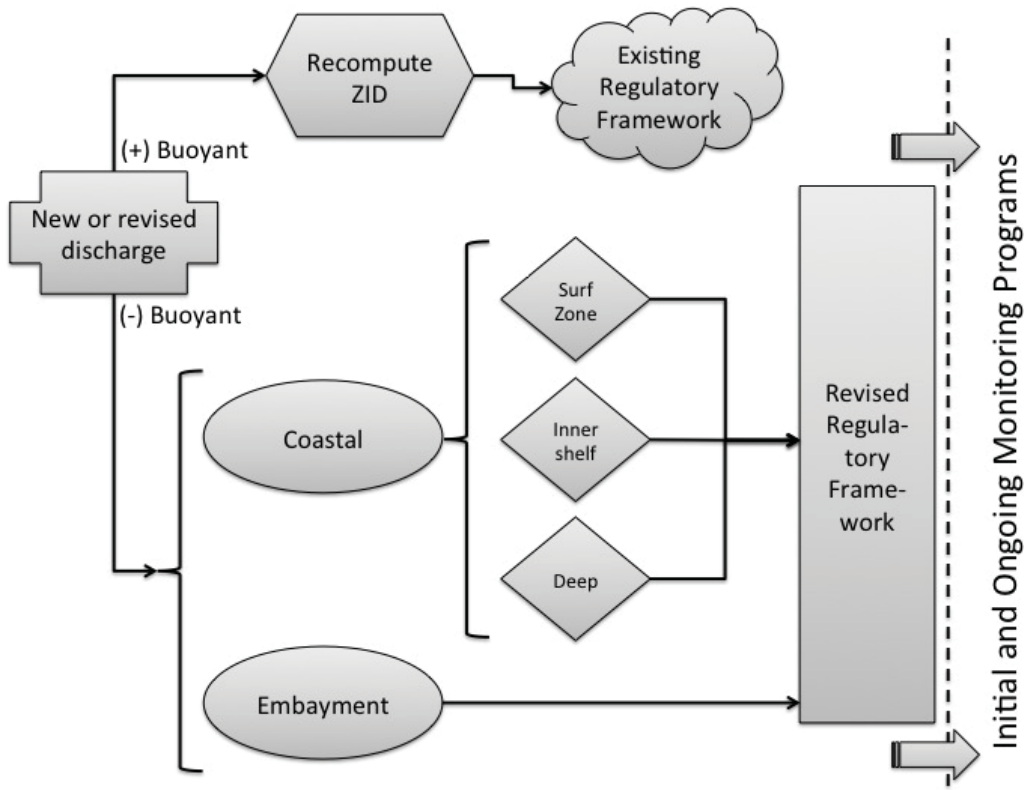 Recompute
ZID
Existing
Regulatory
Framework
(+) Buoyant
New or revised
discharge
(-) Buoyant
Coastal
Surf
Zone
Inner
shelf
Deep
Embayment
Revised
Regula-
tory
Frame-
work
Initial and Ongoing Monitoring Programs